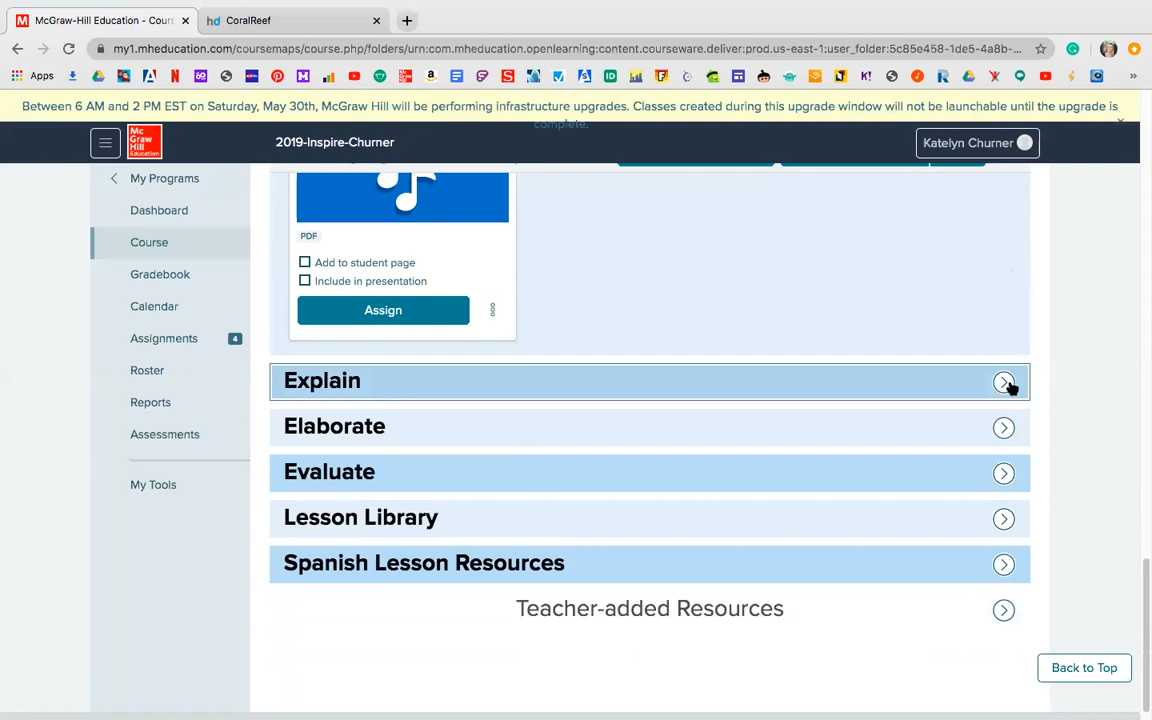 McGraw-Hill Education - Cours
hd CoralReef
my1.mheducation.com/coursemaps/course.php/folders/urn:com.mheducation.openlearning:content.courseware.deliver:prod.us-east-1:user_folder:5c85e458-1de5-4a8b-...
Apps
Between 6 AM and 2 PM EST on Saturday, May 30th, McGraw Hill will be performing infrastructure upgrades. Classes created during this upgrade window will not be launchable until the upgrade is
complete.
Mc Graw Hill Education
2019-Inspire-Churner
Katelyn Churner
My Programs
Dashboard
Course
Gradebook
Calendar
Assignments 4
Roster
Reports
Assessments
My Tools
PDF
Add to student page
Include in presentation
Assign
Explain
Elaborate
Evaluate
Lesson Library
Spanish Lesson Resources
Teacher-added Resources
Back to Top